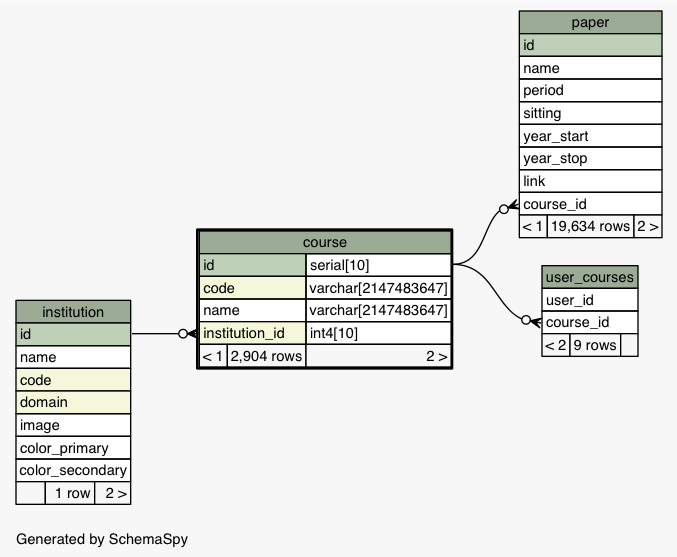 paper
id
name
period
sitting
year_start
year_stop
link
course_id
< 1 19,634 rows 2 >
course
id serial[10]
code varchar[2147483647]
name varchar[2147483647]
institution_id int4[10]
< 1 2,904 rows 2 >
user_courses
user_id
course_id
< 2 9 rows
institution
id
name
code
domain
image
color_primary
color_secondary
1 row 2 >
Generated by SchemaSpy